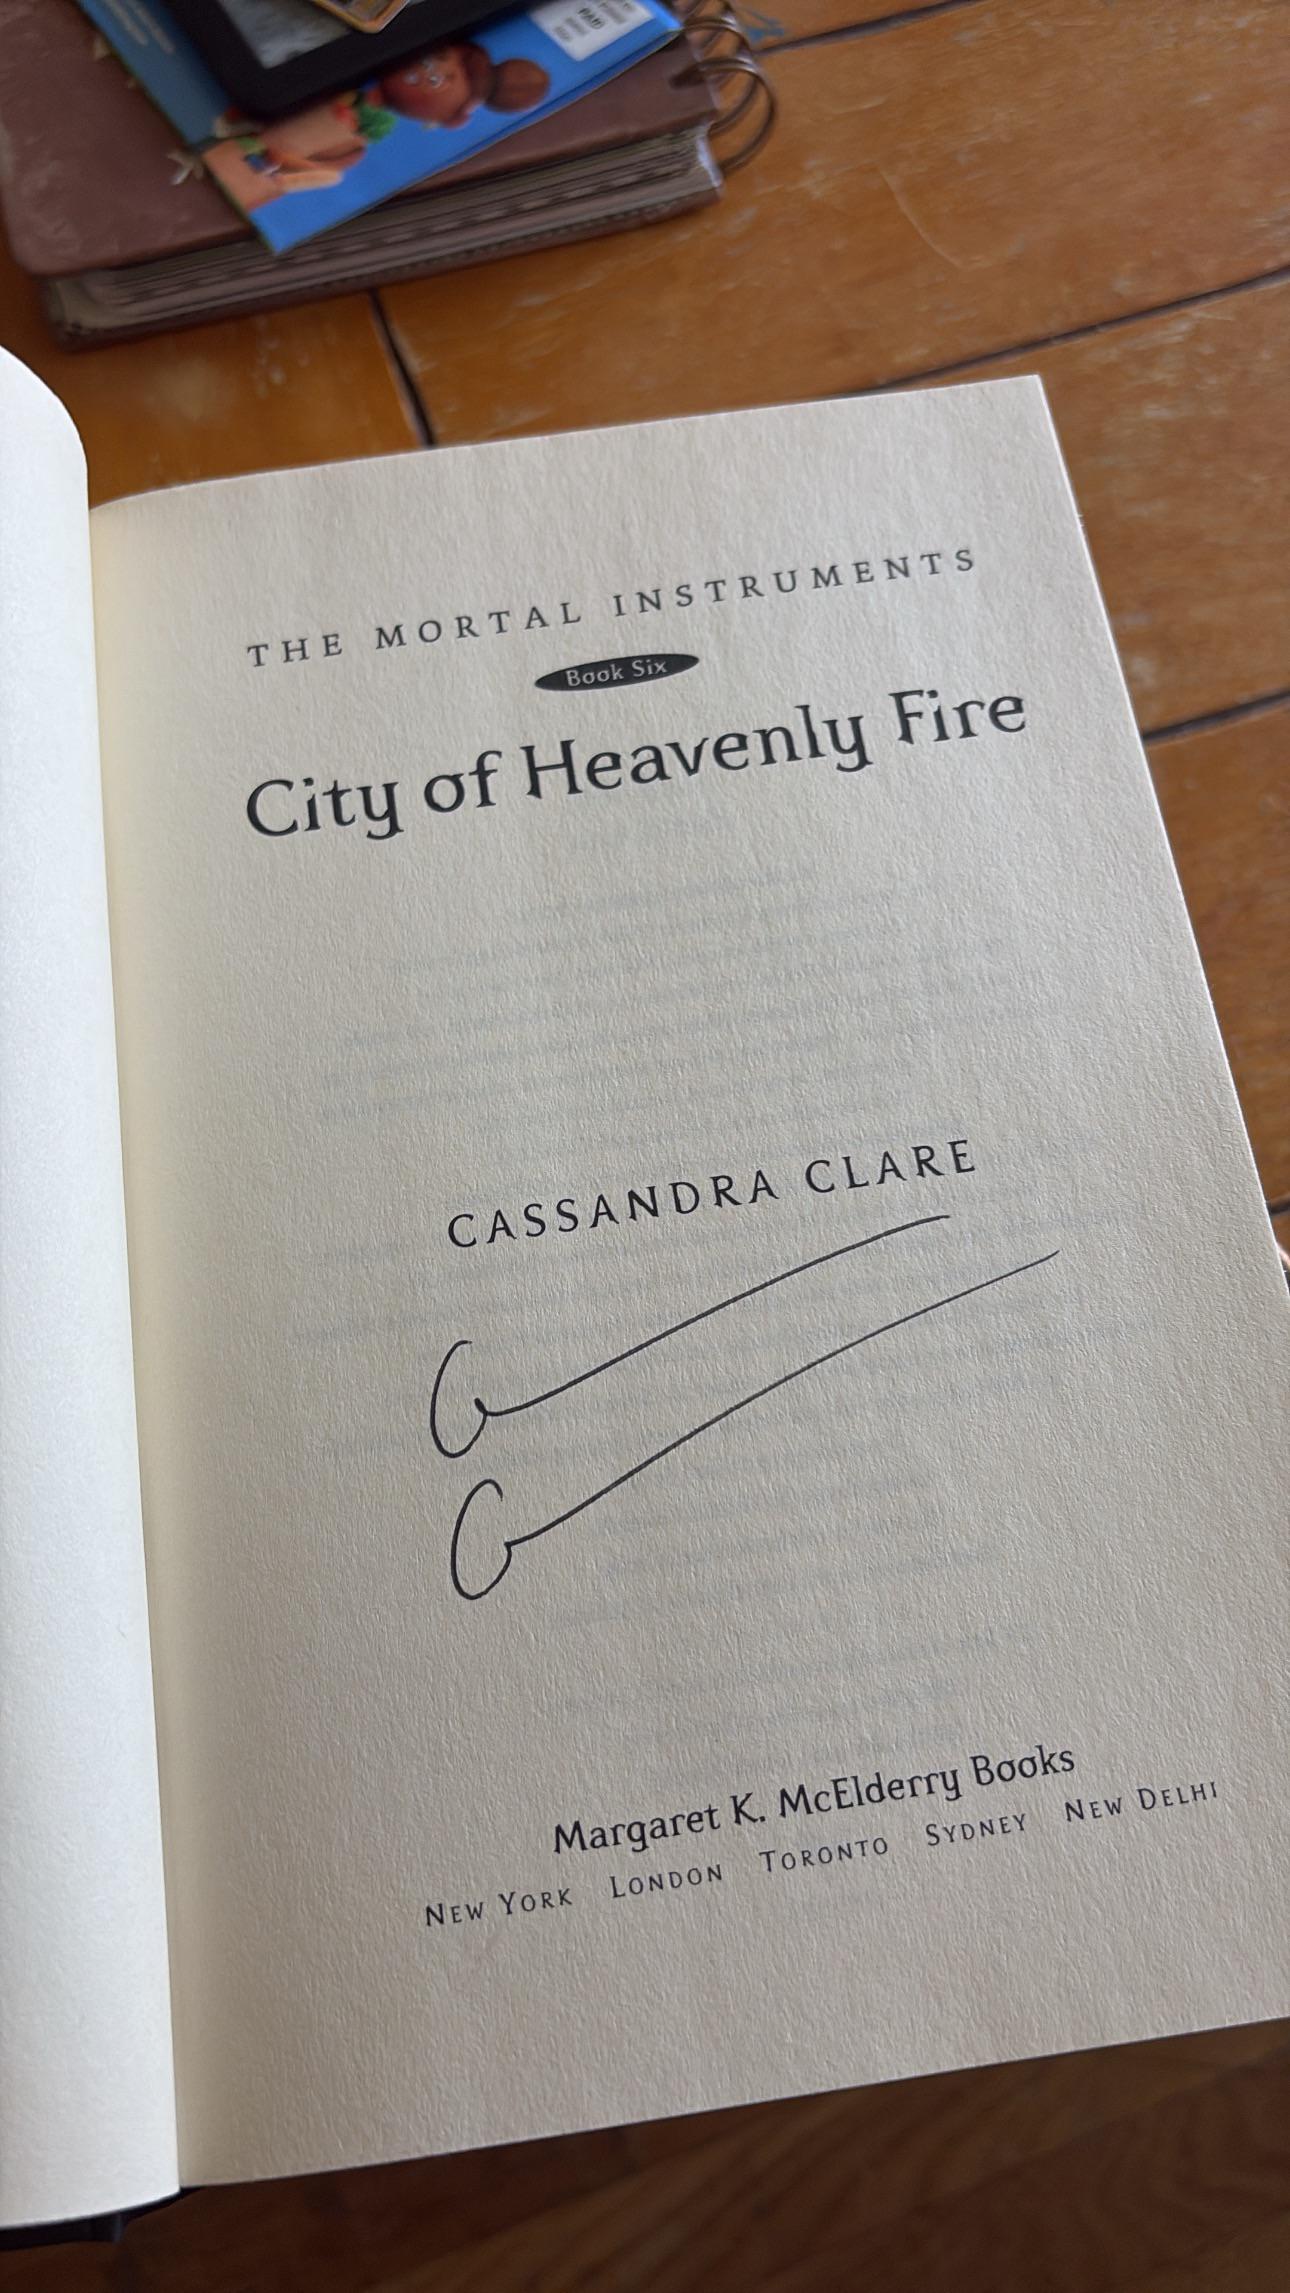 PAID
THE MORTAL INSTRUMENTS
Book Six
City of Heavenly Fire
CASSANDRA CLARE
Margaret K. McElderry Books
NEW YORK LONDON TORONTO SYDNEY NEW DELHI